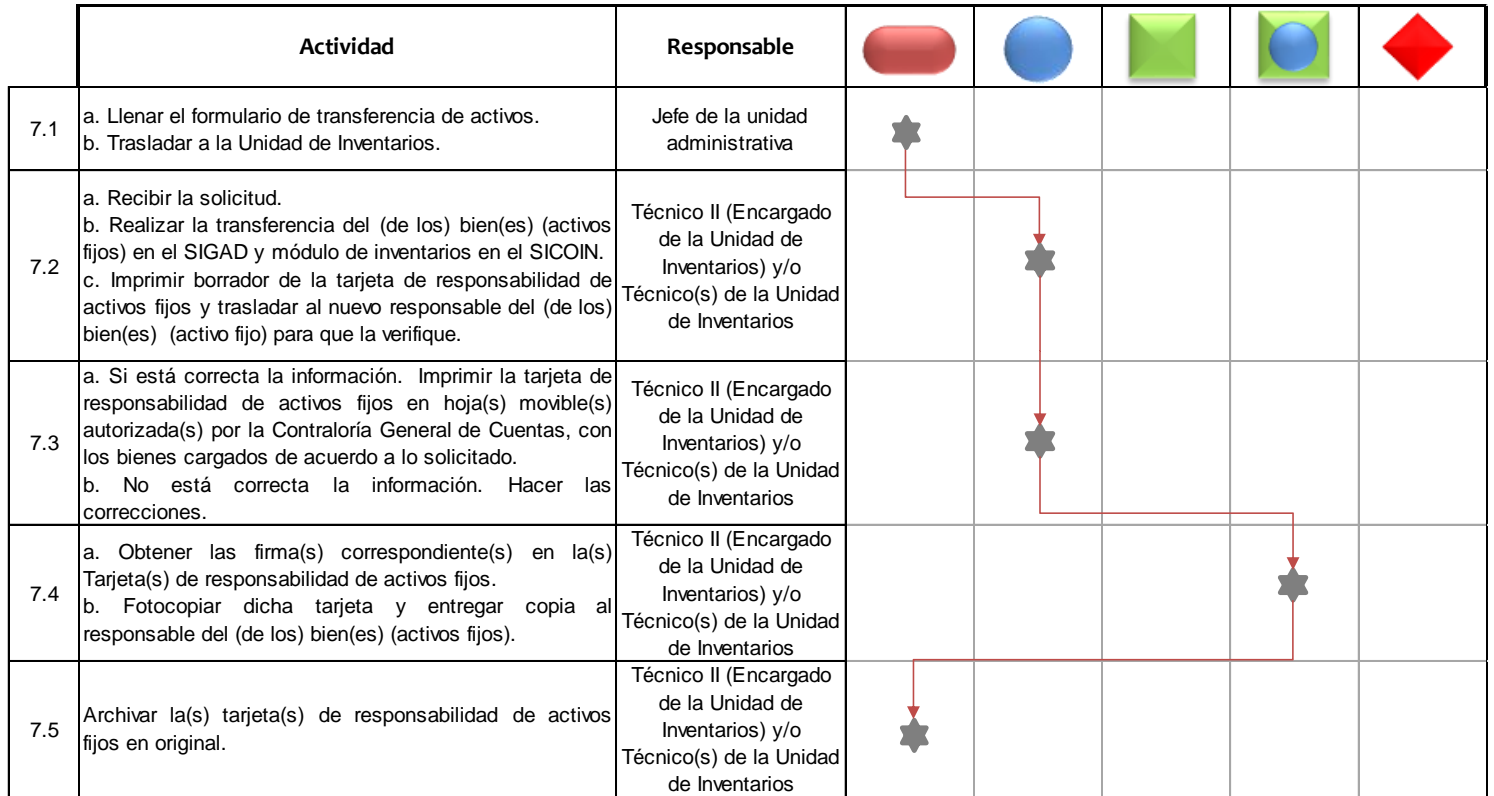 Actividad
Responsable
7.1
a. Llenar el formulario de transferencia de activos.
b. Trasladar a la Unidad de Inventarios.
Jefe de la unidad
administrativa
7.2
a. Recibir la solicitud.
b. Realizar la transferencia del (de los) bien(es) (activos
fijos) en el SIGAD y módulo de inventarios en el SICOIN.
c. Imprimir borrador de la tarjeta de responsabilidad de
activos fijos y trasladar al nuevo responsable del (de los)
bien(es) (activo fijo) para que la verifique.
Técnico II (Encargado
de la Unidad de
Inventarios) y/o
Técnico(s) de la Unidad
de Inventarios
7.3
a. Si está correcta la información. Imprimir la tarjeta de
responsabilidad de activos fijos en hoja(s) movible(s)
autorizada(s) por la Contraloría General de Cuentas, con
los bienes cargados de acuerdo a lo solicitado.
b. No está correcta la información. Hacer las
correcciones.
Técnico II (Encargado
de la Unidad de
Inventarios) y/o
Técnico(s) de la Unidad
de Inventarios
7.4
a. Obtener las firma(s) correspondiente(s) en la(s)
Tarjeta(s) de responsabilidad de activos fijos.
b. Fotocopiar dicha tarjeta y entregar copia al
responsable del (de los) bien(es) (activos fijos).
Técnico II (Encargado
de la Unidad de
Inventarios) y/o
Técnico(s) de la Unidad
de Inventarios
7.5
Archivar la(s) tarjeta(s) de responsabilidad de activos
fijos en original.
Técnico II (Encargado
de la Unidad de
Inventarios) y/o
Técnico(s) de la Unidad
de Inventarios